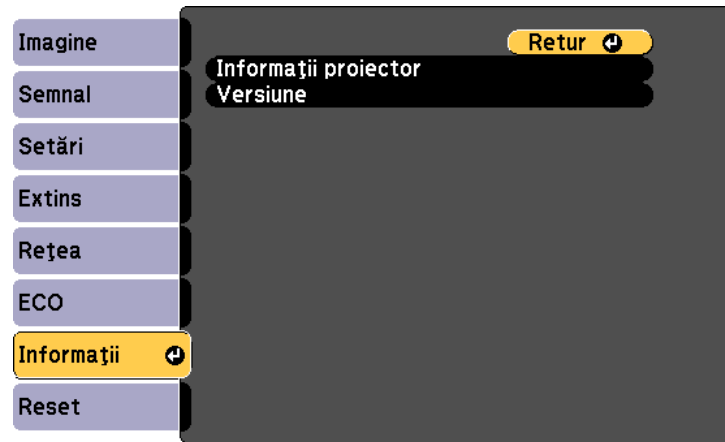 Imagine
Semnal
Setări
Extins
Reţea
ECO
Informaţii
Reset
Retur
Informaţii proiector
Versiune